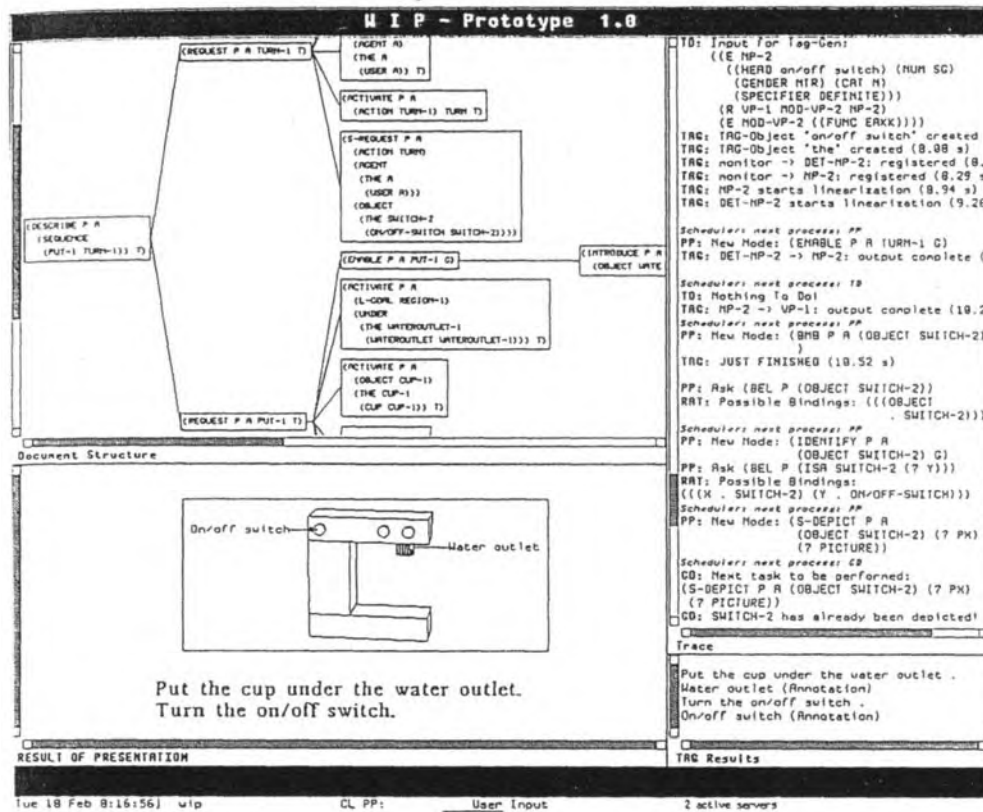 W I P ~ Prototype 1.0
(REQUEST P A TURN-1 T)
(AGENT A)
(THE A
(USER A)) T)
(ACTIVATE P A
(ACTION TURN-1) TURN T)
(S-REQUEST P A
(ACTION TURN)
(AGENT
(THE A
(USER A)))
(OBJECT
(THE SWITCH-2
(ON/OFF-SWITCH SWITCH-2))))
(DESCRIBE P A
(SEQUENCE
(PUT-1 TURN-1)) T)
(ENABLE P A PUT-1 G)
(INTRODUCE P A
(OBJECT WATE
(ACTIVATE P A
(L-GOAL REGION-1)
(UNDER
(THE WATEROUTLET-1
(WATEROUTLET WATEROUTLET-1))) T)
(ACTIVATE P A
(OBJECT CUP-1)
(THE CUP-1
(CUP CUP-1)) T)
(REQUEST P A PUT-1 T)
Document Structure
On/off switch
Water outlet
Put the cup under the water outlet.
Turn the on/off switch.
RESULT OF PRESENTATION
TD: Input for Tag-Gen:
((E NP-2
((HEAD on/off switch) (NUM SG)
(GENDER NTR) (CAT N)
(SPECIFIER DEFINITE)))
(R VP-1 MOD-VP-2 NP-2)
(E MOD-VP-2 ((FUNC EAKK))))
TAG: TAG-Object "on/off switch" created
TAG: TAG-Object "the" created (8.08 s)
TAG: monitor -> DET-NP-2: registered (8.
TAG: monitor -> NP-2: registered (8.29 s
TAG: NP-2 starts linearization (8.94 s)
TAG: DET-NP-2 starts linearization (9.26
Scheduler: next process: PP
PP: New Node: (ENABLE P A TURN-1 G)
TAG: DET-NP-2 -> NP-2: output complete (
Scheduler: next process: TD
TD: Nothing To Do!
TAG: NP-2 -> VP-1: output complete (10.2
Scheduler: next process: PP
PP: New Node: (BMB P A (OBJECT SWITCH-2)
)
TAG: JUST FINISHED (10.52 s)
PP: Ask (BEL P (OBJECT SWITCH-2))
RAT: Possible Bindings: (((OBJECT
. SWITCH-2)))
Scheduler: next process: PP
PP: New Node: (IDENTIFY P A
(OBJECT SWITCH-2) G)
PP: Ask (BEL P (ISA SWITCH-2 (? Y)))
RAT: Possible Bindings:
(((X . SWITCH-2) (Y . ON/OFF-SWITCH)))
Scheduler: next process: PP
PP: New Node: (S-DEPICT P A
(OBJECT SWITCH-2) (? PX)
(? PICTURE))
Scheduler: next process: GD
GD: Next task to be performed:
(S-DEPICT P A (OBJECT SWITCH-2) (? PX)
(? PICTURE))
GD: SWITCH-2 has already been depicted!
Trace
Put the cup under the water outlet .
Water outlet (Annotation)
Turn the on/off switch .
On/off switch (Annotation)
TAG Results
Tue 18 Feb 8:16:56] wip CL PP: User Input 2 active servers